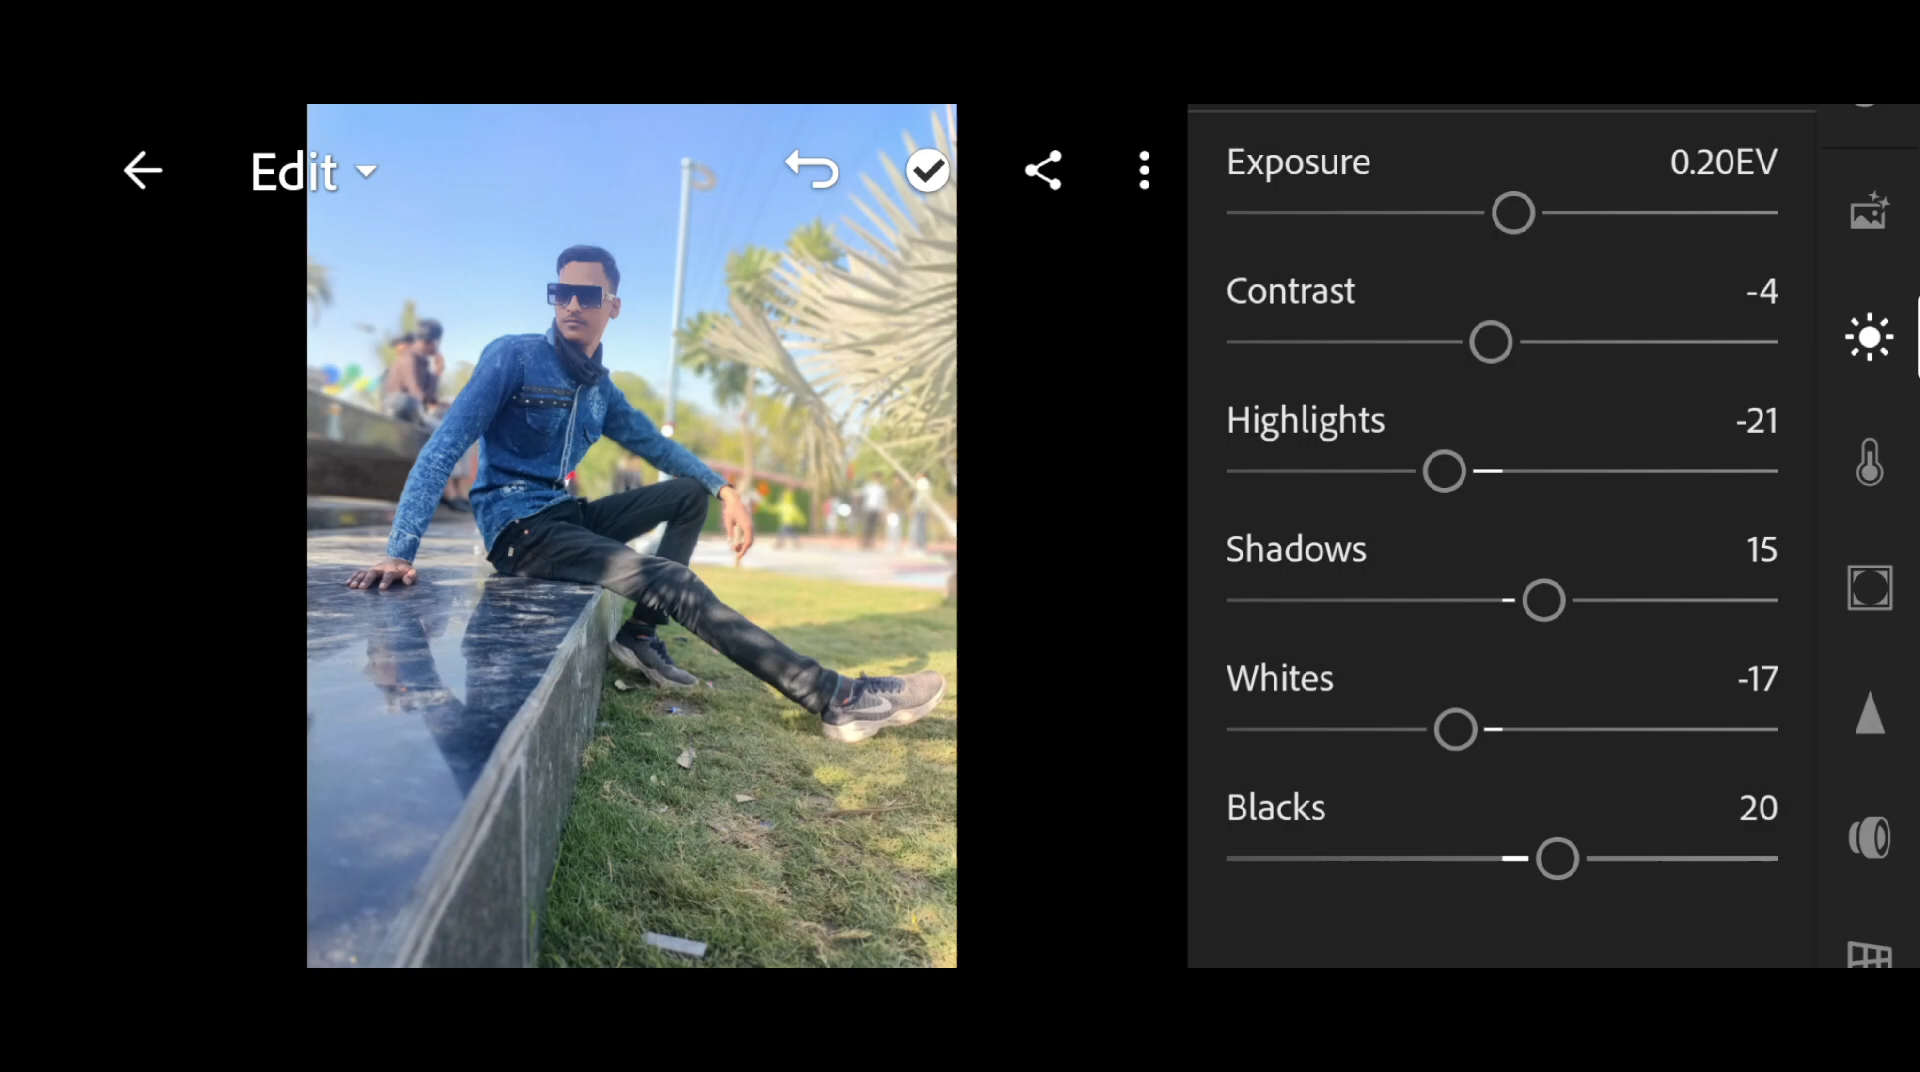 Edit
Exposure 0.20EV
Contrast -4
Highlights -21
Shadows 15
Whites -17
Blacks 20